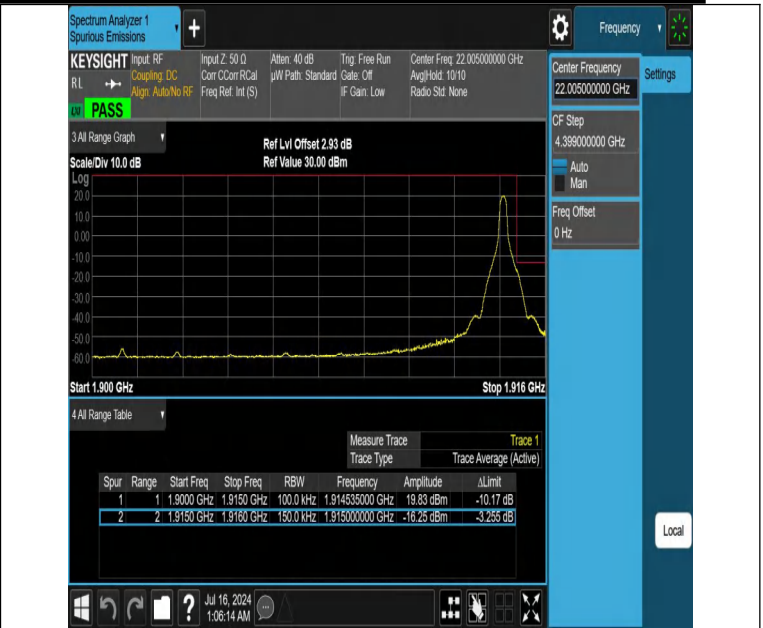 Spectrum Analyzer 1
Spurious Emissions
Frequency
KEYSIGHT
RL
Input: RF
Coupling: DC
Align: Auto/No RF
Input Z: 50 Ω
Corr CCorr RCal
Freq Ref: Int (S)
Atten: 40 dB
µW Path: Standard
Trig: Free Run
Gate: Off
IF Gain: Low
Center Freq: 22.005000000 GHz
Avg|Hold: 10/10
Radio Std: None
PASS
Center Frequency
22.005000000 GHz
Settings
CF Step
4.399000000 GHz
Auto
Man
Freq Offset
0 Hz
3 All Range Graph
Ref Lvl Offset 2.93 dB
Scale/Div 10.0 dB
Ref Value 30.00 dBm
Log
20.0
10.0
0.00
-10.0
-20.0
-30.0
-40.0
-50.0
-60.0
Start 1.900 GHz
Stop 1.916 GHz
4 All Range Table
Measure Trace Trace 1
Trace Type Trace Average (Active)
Spur Range Start Freq Stop Freq RBW Frequency Amplitude ΔLimit
1 1 1.9000 GHz 1.9150 GHz 100.0 kHz 1.914535000 GHz 19.83 dBm -10.17 dB
2 2 1.9150 GHz 1.9160 GHz 150.0 kHz 1.915000000 GHz -16.25 dBm -3.255 dB
Local
Jul 16, 2024
1:06:14 AM